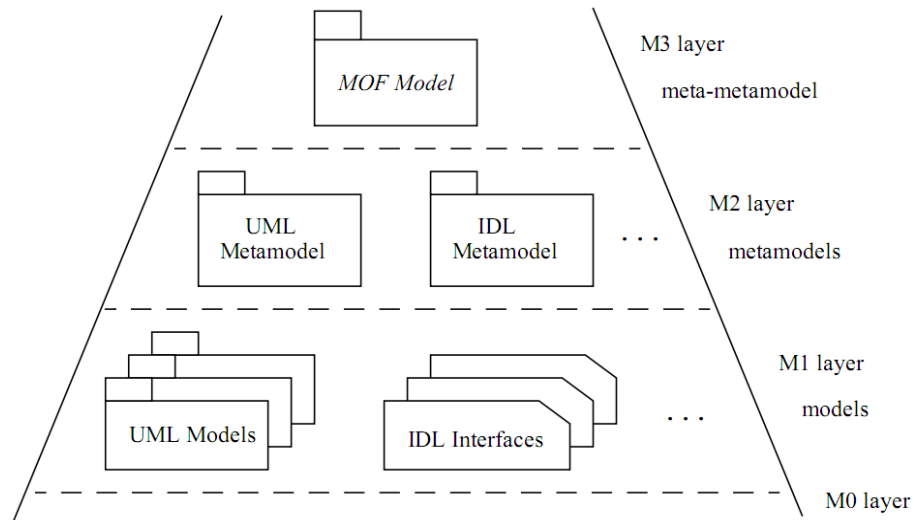 M3 layer
meta-metamodel
MOF Model
M2 layer
metamodels
UML
Metamodel
IDL
Metamodel
. . .
M1 layer
models
UML Models
IDL Interfaces
. . .
M0 layer